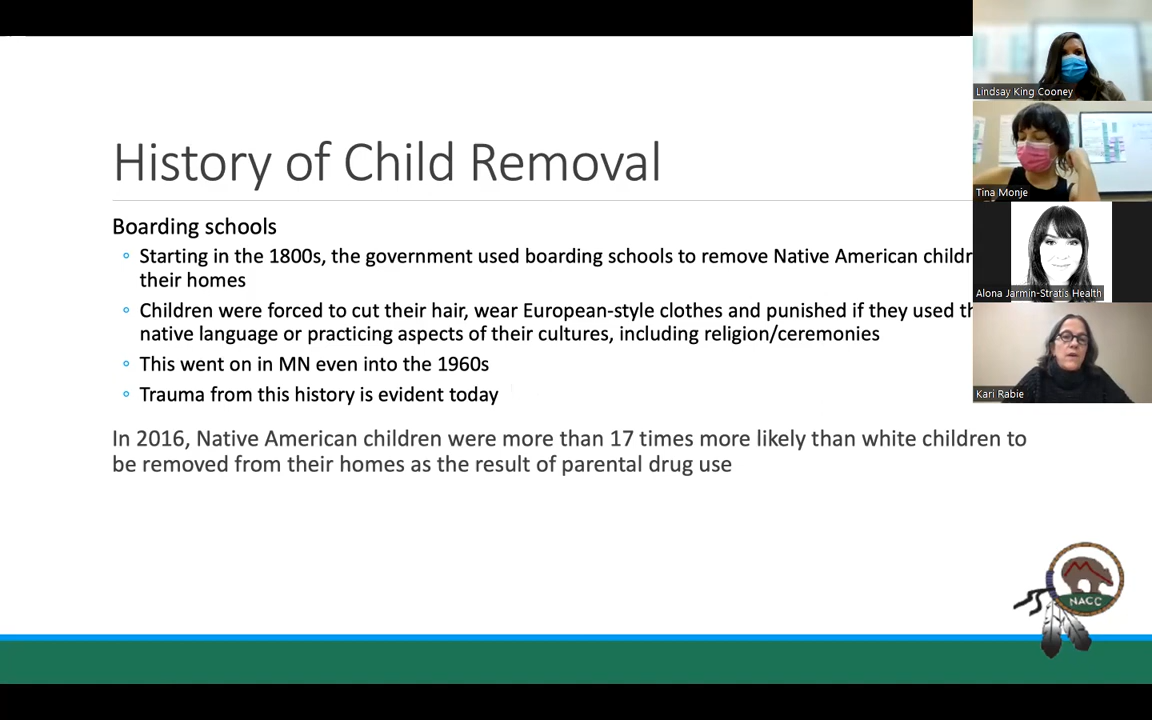 History of Child Removal
Boarding schools
Starting in the 1800s, the government used boarding schools to remove Native American
their homes
Children were forced to cut their hair, wear European-style clothes and punished if they used
native language or practicing aspects of their cultures, including religion/ceremonies
This went on in MN even into the 1960s
Trauma from this history is evident today
In 2016, Native American children were more than 17 times more likely than white children to
be removed from their homes as the result of parental drug use
Lindsay King Cooney
Tina Monje
Alona Jarmin-Stratis Health
Kari Rabie
NACC